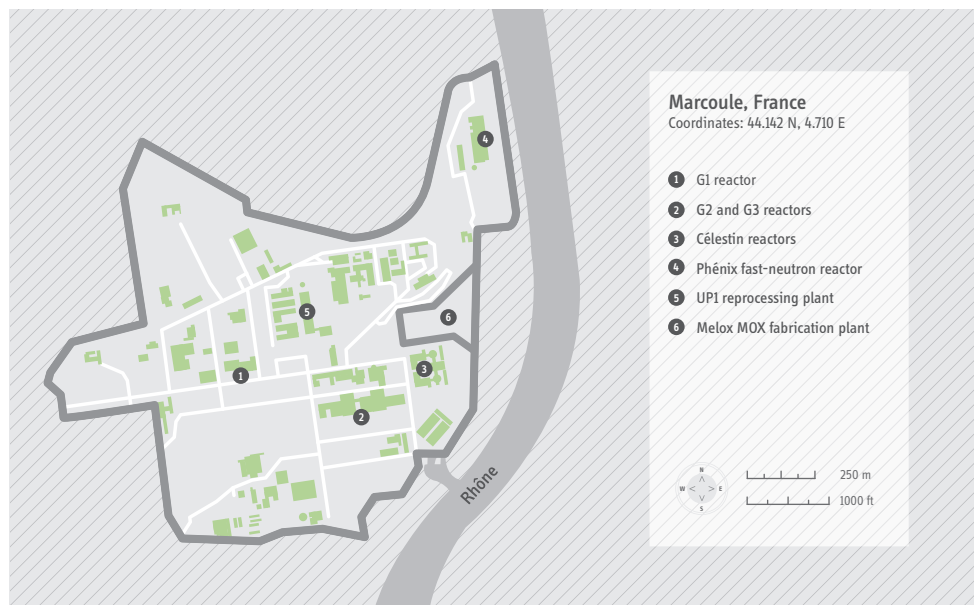 Marcoule, France
Coordinates: 44.142 N, 4.710 E
1 G1 reactor
2 G2 and G3 reactors
3 Célestin reactors
4 Phénix fast-neutron reactor
5 UP1 reprocessing plant
6 Melox MOX fabrication plant
4
5
6
3
1
2
Rhône
N
W E
S
250 m
1000 ft